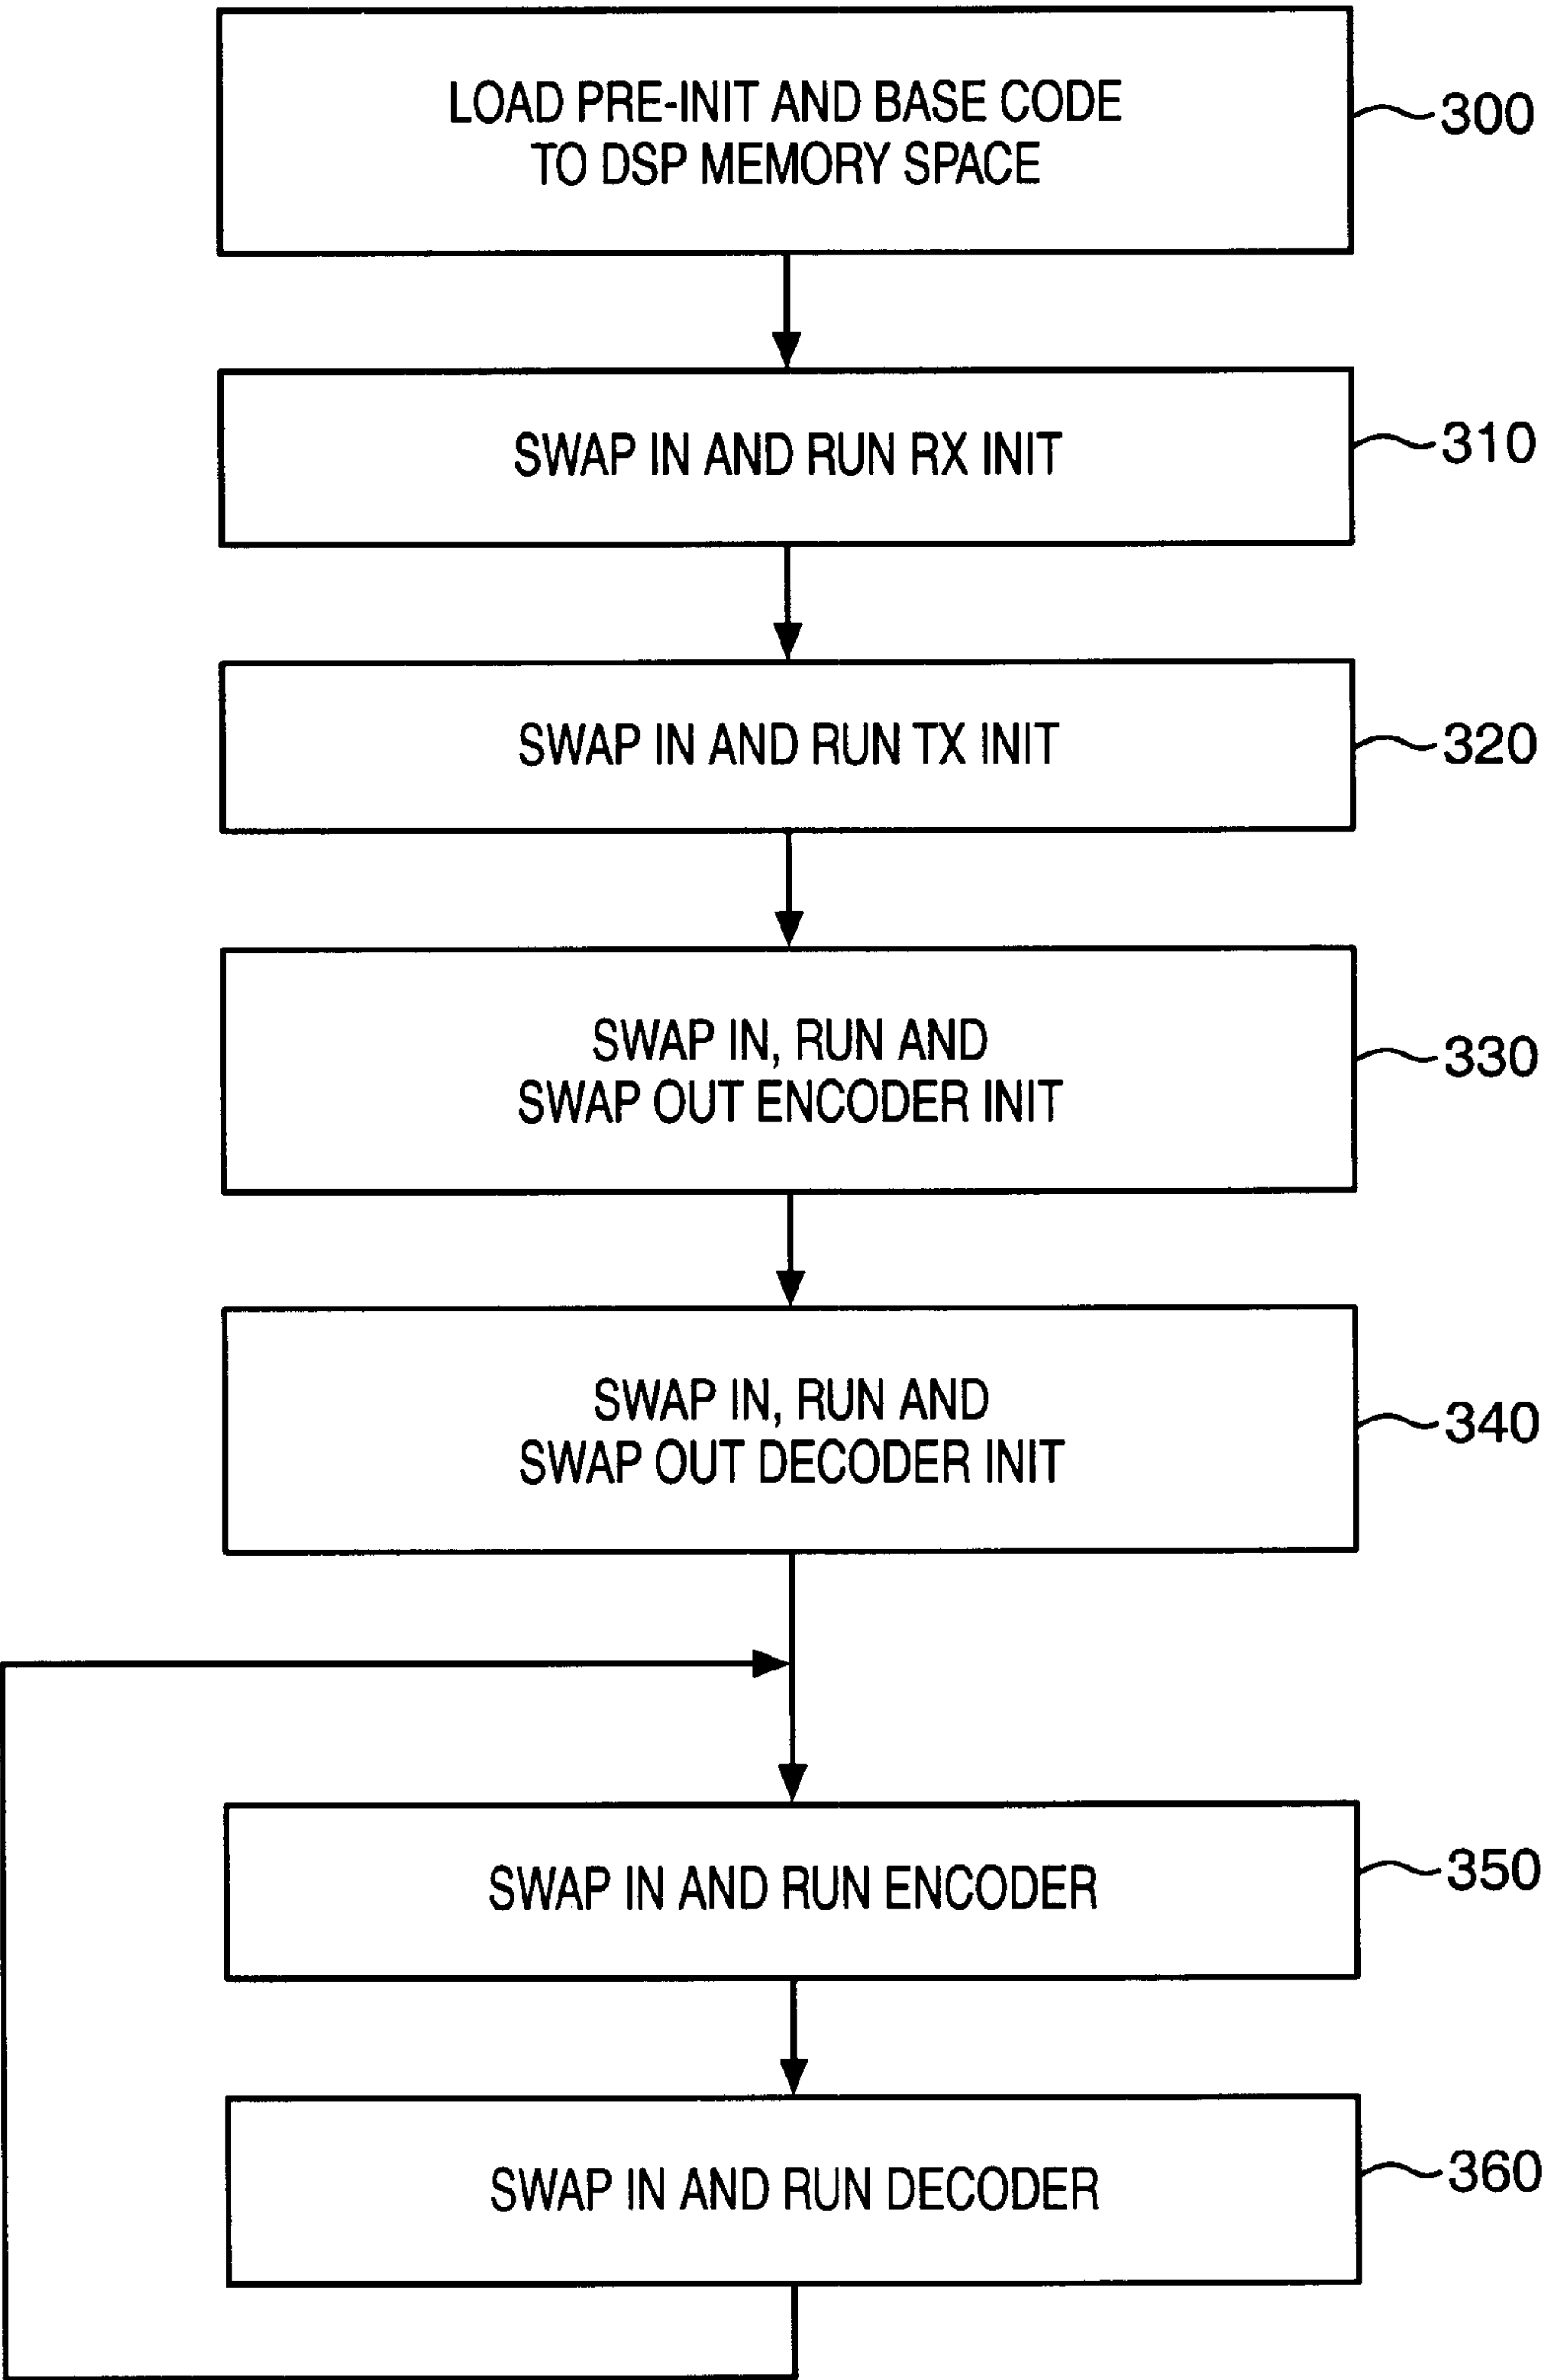 LOAD PRE-INIT AND BASE CODE
TO DSP MEMORY SPACE
300
SWAP IN AND RUN RX INIT
310
SWAP IN AND RUN TX INIT
320
SWAP IN, RUN AND
SWAP OUT ENCODER INIT
330
SWAP IN, RUN AND
SWAP OUT DECODER INIT
340
SWAP IN AND RUN ENCODER
350
SWAP IN AND RUN DECODER
360